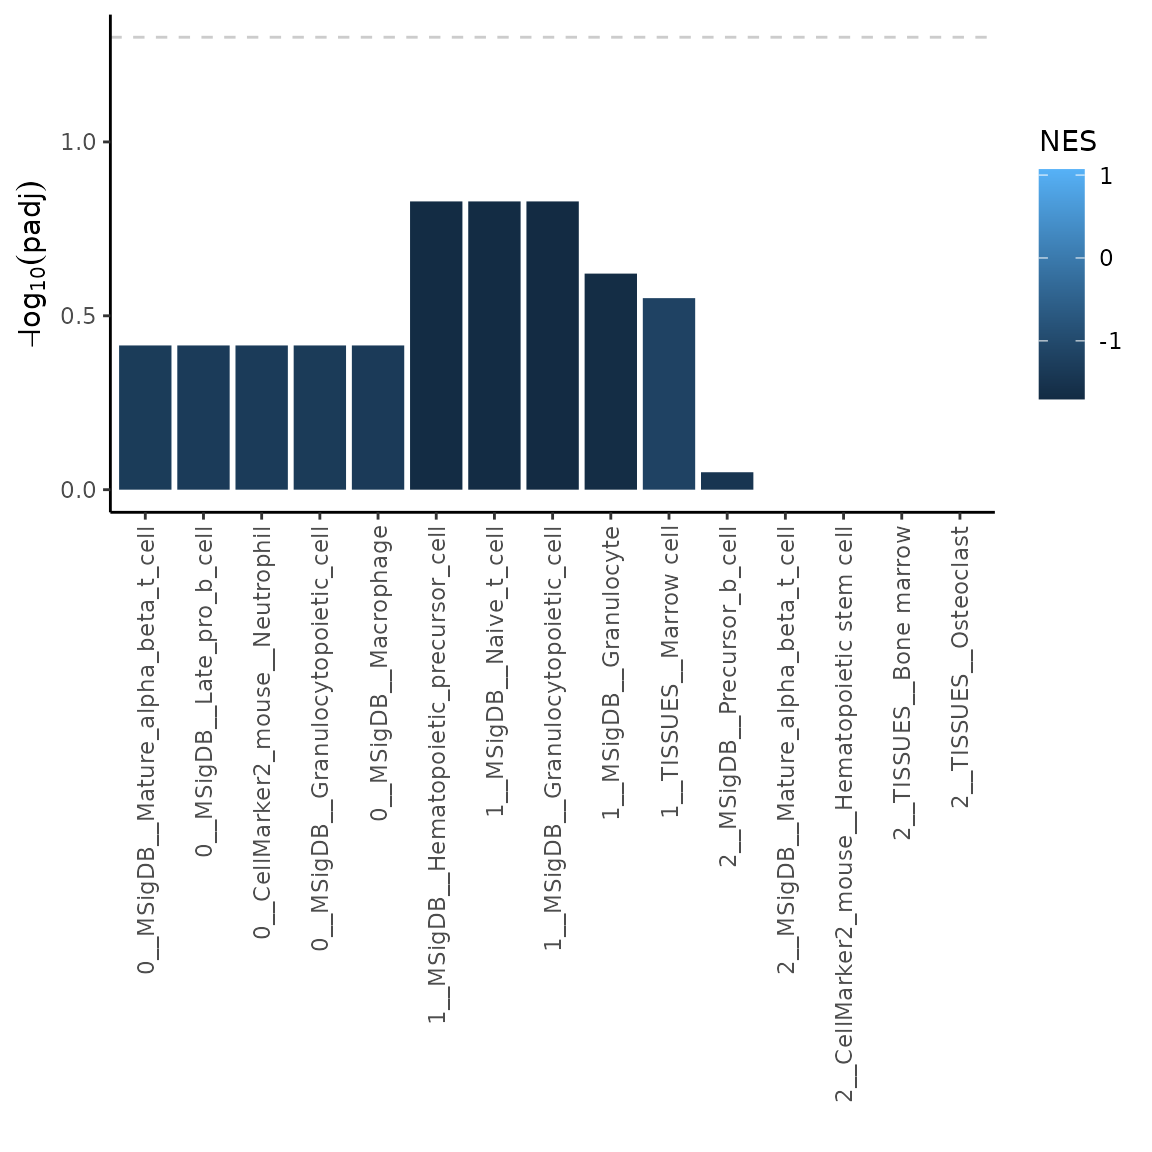 −log10(padj)
1.0
0.5
0.0
0__MSigDB__Mature_alpha_beta_t_cell
0__MSigDB__Late_pro_b_cell
0__CellMarker2_mouse__Neutrophil
0__MSigDB__Granulocytopoietic_cell
0__MSigDB__Macrophage
1__MSigDB__Hematopoietic_precursor_cell
1__MSigDB__Naive_t_cell
1__MSigDB__Granulocytopoietic_cell
1__MSigDB__Granulocyte
1__TISSUES__Marrow cell
2__MSigDB__Precursor_b_cell
2__MSigDB__Mature_alpha_beta_t_cell
2__CellMarker2_mouse__Hematopoietic stem cell
2__TISSUES__Bone marrow
2__TISSUES__Osteoclast
NES
1
0
-1